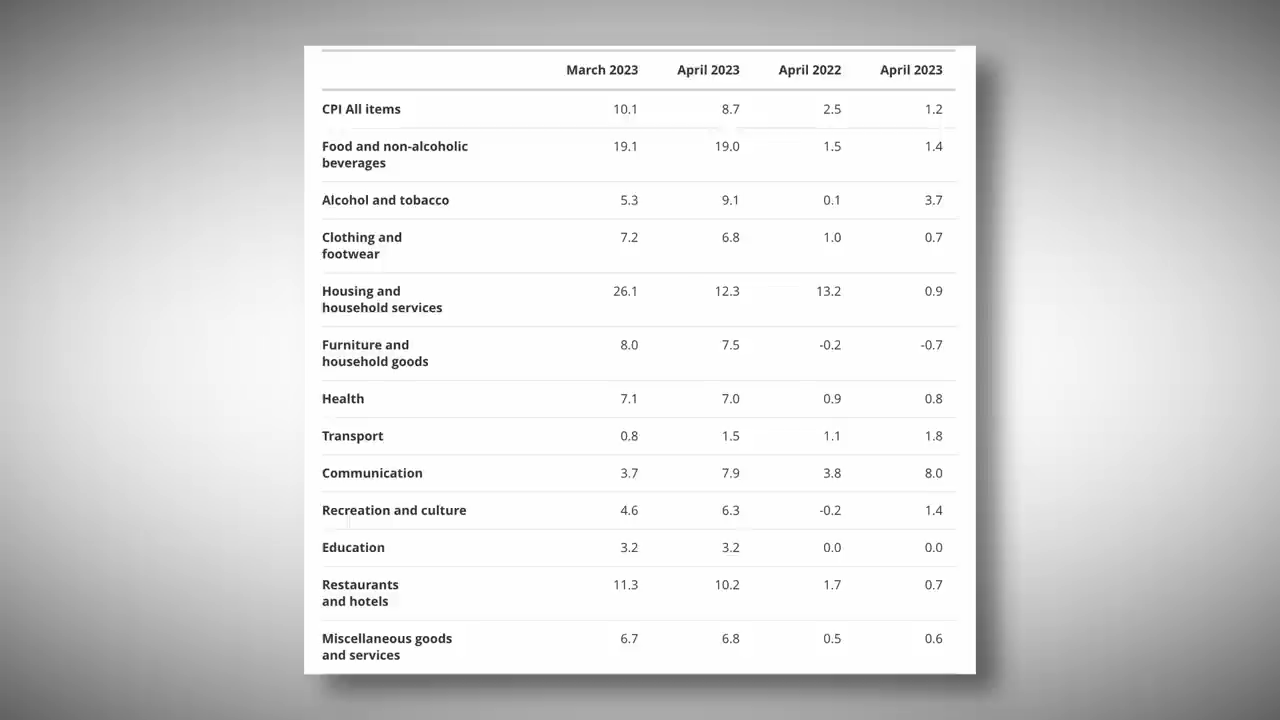 March 2023 April 2023 April 2022 April 2023
CPI All items 10.1 8.7 2.5 1.2
Food and non-alcoholic 19.1 19.0 1.5 1.4
beverages
Alcohol and tobacco 5.3 9.1 0.1 3.7
Clothing and 7.2 6.8 1.0 0.7
footwear
Housing and 26.1 12.3 13.2 0.9
household services
Furniture and 8.0 7.5 -0.2 -0.7
household goods
Health 7.1 7.0 0.9 0.8
Transport 0.8 1.5 1.1 1.8
Communication 3.7 7.9 3.8 8.0
Recreation and culture 4.6 6.3 -0.2 1.4
Education 3.2 3.2 0.0 0.0
Restaurants 11.3 10.2 1.7 0.7
and hotels
Miscellaneous goods 6.7 6.8 0.5 0.6
and services